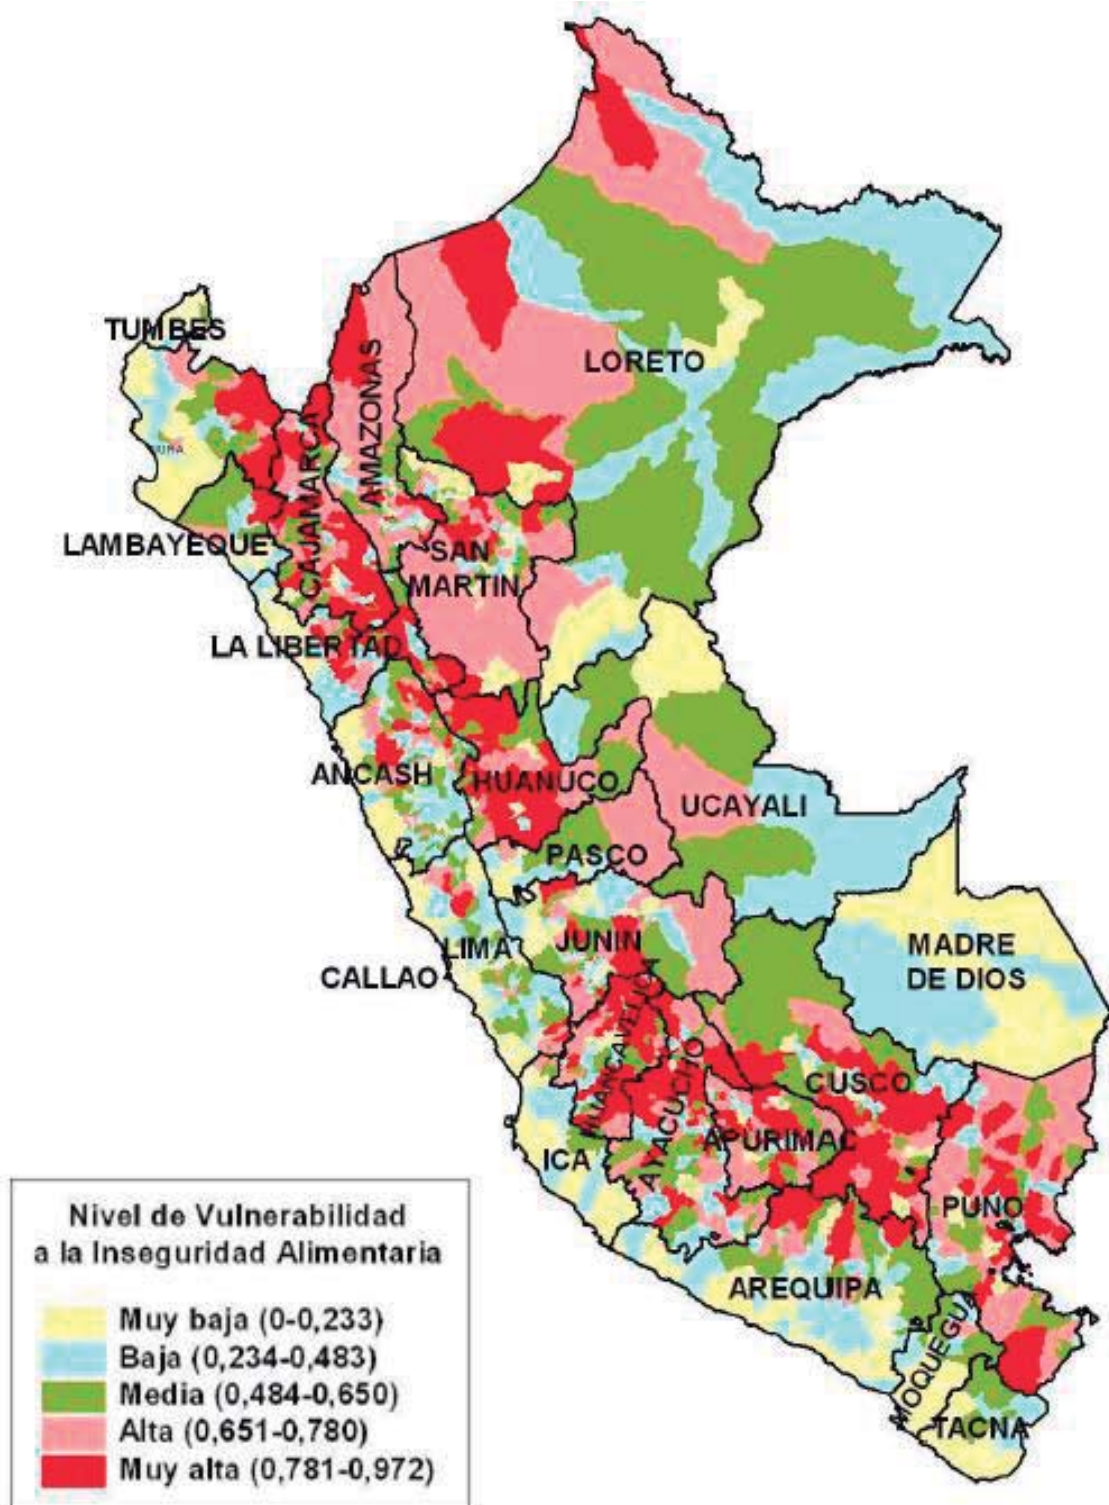 TUMBES
LORETO
AMAZONAS
CAJAMARCA
LAMBAYEQUE
SAN
MARTIN
LA LIBERTAD
ANCASH
HUANUCO
UCAYALI
PASCO
MADRE
DE DIOS
JUNIN
LIMA
CALLAO
HUANCAVELICA
CUSCO
AYACUCHO
APURIMAC
ICA
PUNO
AREQUIPA
MOQUEGUA
TACNA
Nivel de Vulnerabilidad
a la Inseguridad Alimentaria
Muy baja (0-0,233)
Baja (0,234-0,483)
Media (0,484-0,650)
Alta (0,651-0,780)
Muy alta (0,781-0,972)